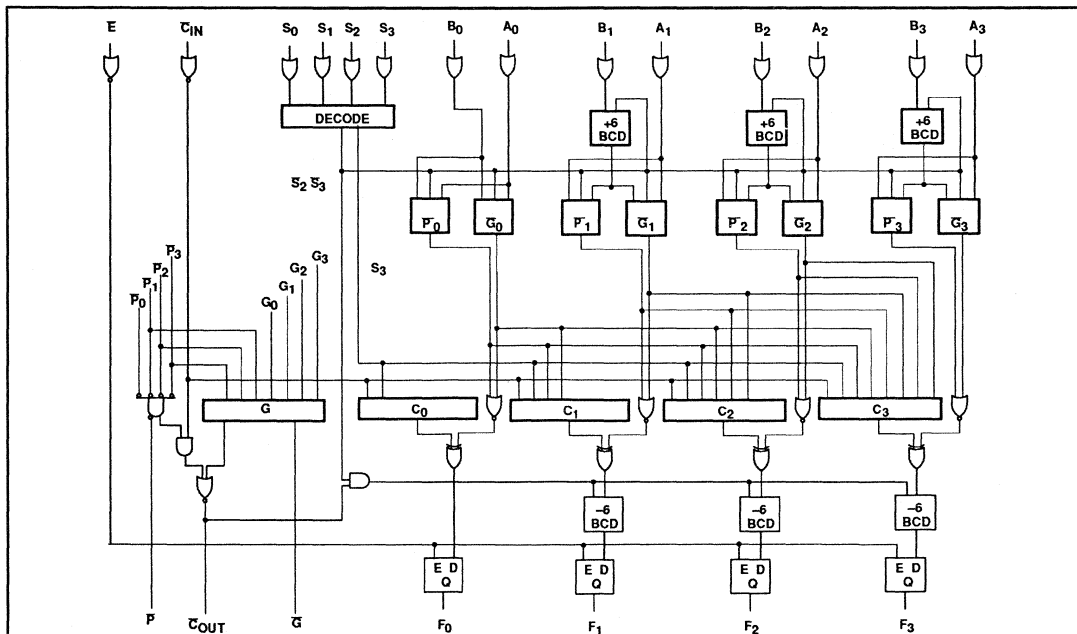 E̅ C̅IN S0 S1 S2 S3 B0 A0 B1 A1 B2 A2 B3 A3
DECODE
+6 BCD +6 BCD +6 BCD
S̅2 S̅3
P̅0 G̅0 P̅1 G̅1 P̅2 G̅2 P̅3 G̅3
S3
P̅0 P̅1 P̅2 P̅3 G0 G1 G2 G3
G C0 C1 C2 C3
–6 BCD –6 BCD –6 BCD
E D Q E D Q E D Q E D Q
P̅ C̅OUT G̅ F0 F1 F2 F3